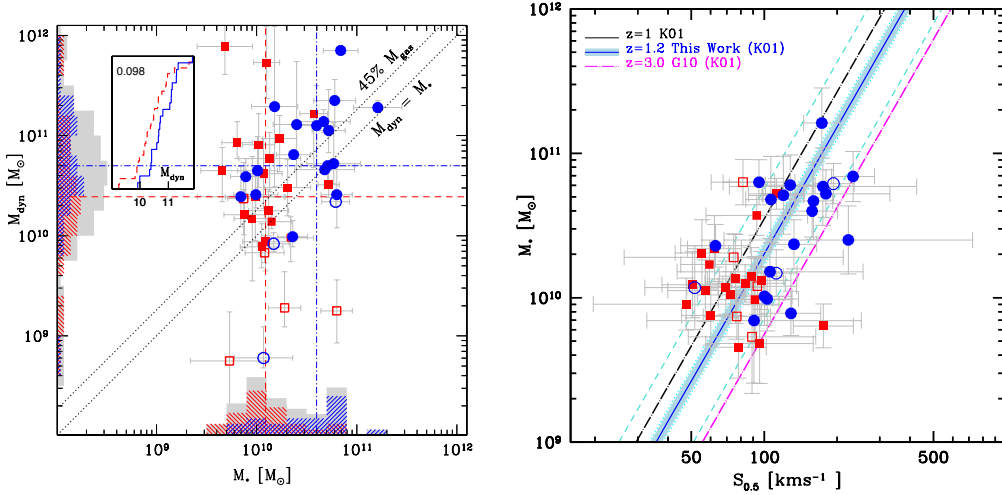 10¹²
10¹¹
10¹⁰
10⁹
M_dyn [M_⊙]
0.098
M_dyn
10 11
45% M_gas
M_dyn = M_*
10⁹ 10¹⁰ 10¹¹ 10¹²
M_* [M_⊙]
10¹²
10¹¹
10¹⁰
10⁹
M_* [M_⊙]
z=1 K01
z=1.2 This Work (K01)
z=3.0 G10 (K01)
50 100 500
S_0.5 [kms⁻¹]